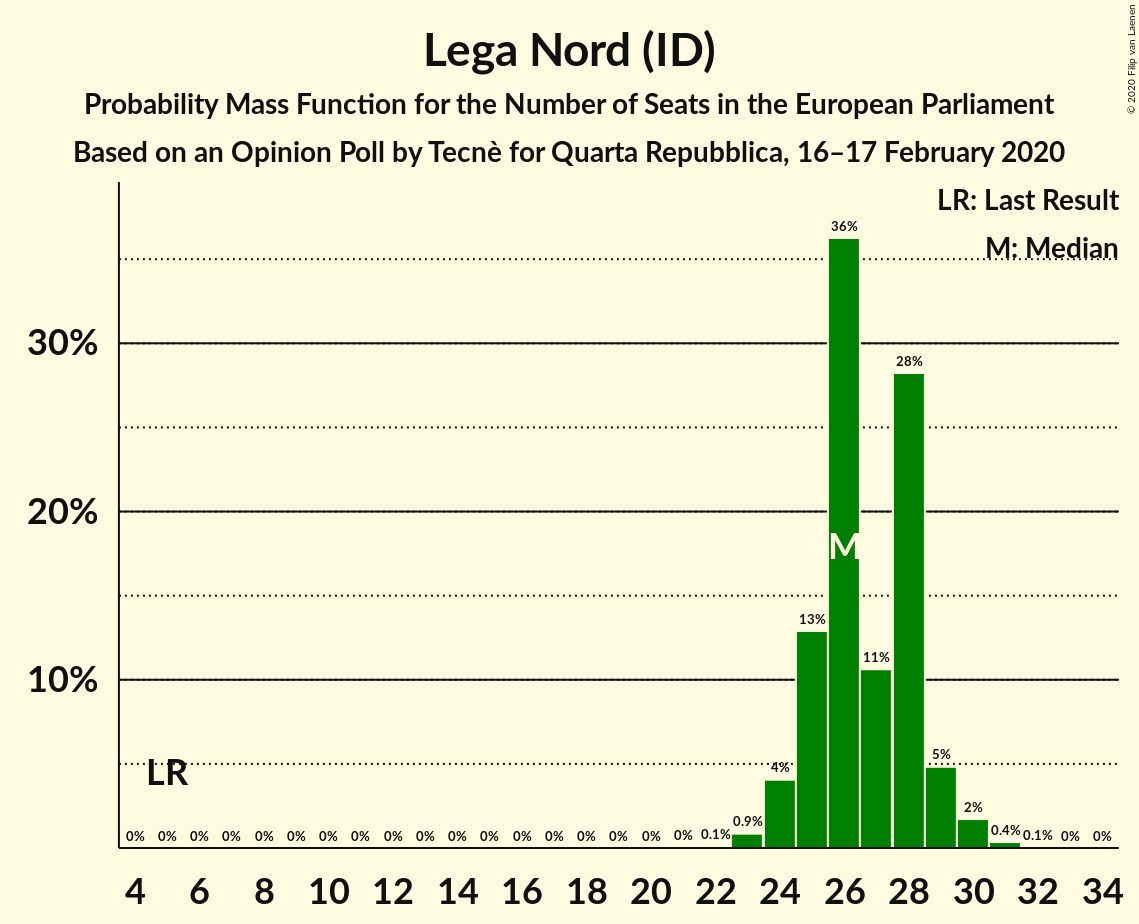 Lega Nord (ID)
Probability Mass Function for the Number of Seats in the European Parliament
Based on an Opinion Poll by Tecnè for Quarta Repubblica, 16–17 February 2020
© 2020 Filip van Laenen
LR: Last Result
M: Median
30%
20%
10%
36%
28%
M
13%
11%
LR
4%
5%
0% 0% 0% 0% 0% 0% 0% 0% 0% 0% 0% 0% 0% 0% 0% 0% 0% 0% 0.1% 0.9% 2% 0.4% 0.1% 0% 0%
4 6 8 10 12 14 16 18 20 22 24 26 28 30 32 34